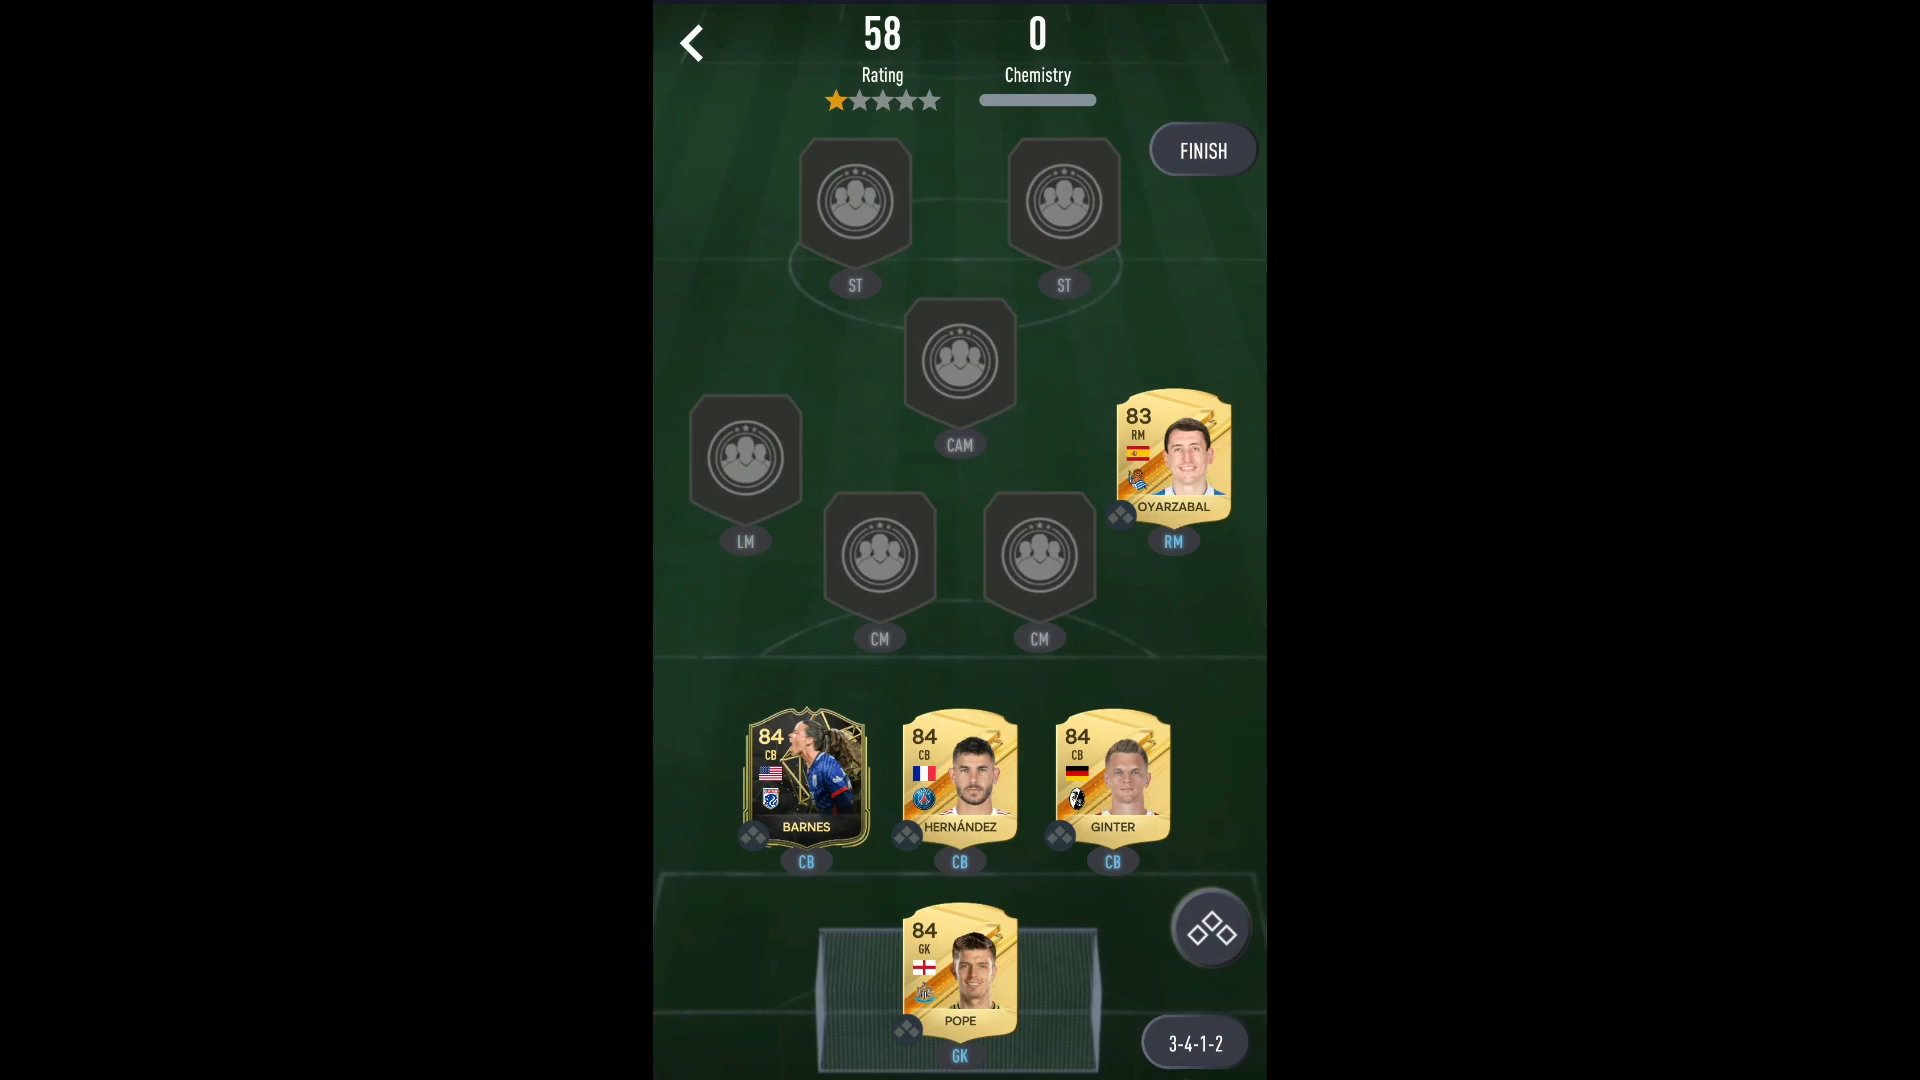 58
0
Rating
Chemistry
FINISH
ST
ST
CAM
83
RM
OYARZABAL
LM
RM
CM
CM
84
CB
BARNES
CB
84
CB
HERNÁNDEZ
CB
84
CB
GINTER
CB
84
GK
POPE
GK
3-4-1-2